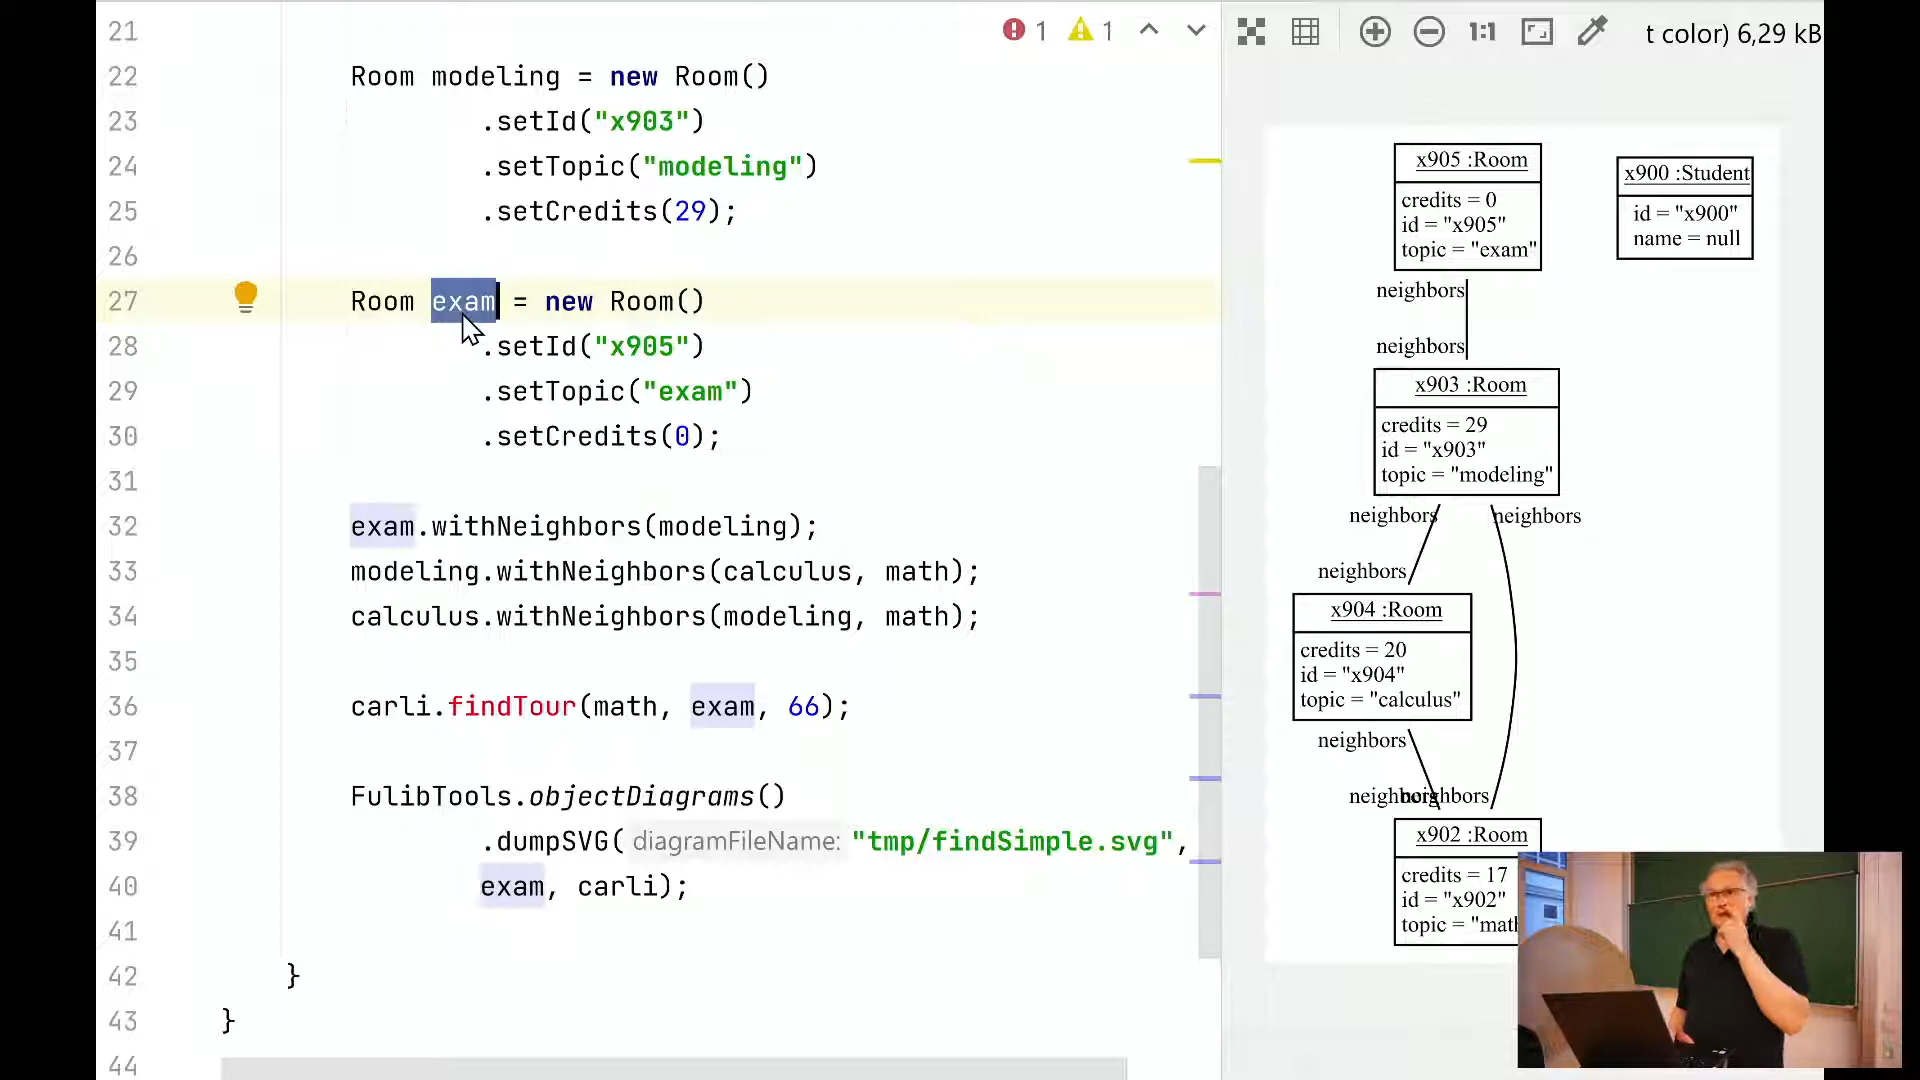 21
1 1 1:1 t color) 6,29 kB
22 Room modeling = new Room()
23 .setId("x903")
24 .setTopic("modeling")
25 .setCredits(29);
26
27 Room exam = new Room()
28 .setId("x905")
29 .setTopic("exam")
30 .setCredits(0);
31
32 exam.withNeighbors(modeling);
33 modeling.withNeighbors(calculus, math);
34 calculus.withNeighbors(modeling, math);
35
36 carli.findTour(math, exam, 66);
37
38 FulibTools.objectDiagrams()
39 .dumpSVG( diagramFileName: "tmp/findSimple.svg",
40 exam, carli);
41
42 }
43 }
44
x905 :Room
credits = 0
id = "x905"
topic = "exam"
x900 :Student
id = "x900"
name = null
neighbors
neighbors
x903 :Room
credits = 29
id = "x903"
topic = "modeling"
neighbors neighbors
neighbors
x904 :Room
credits = 20
id = "x904"
topic = "calculus"
neighbors
neighbors neighbors
x902 :Room
credits = 17
id = "x902"
topic = "math